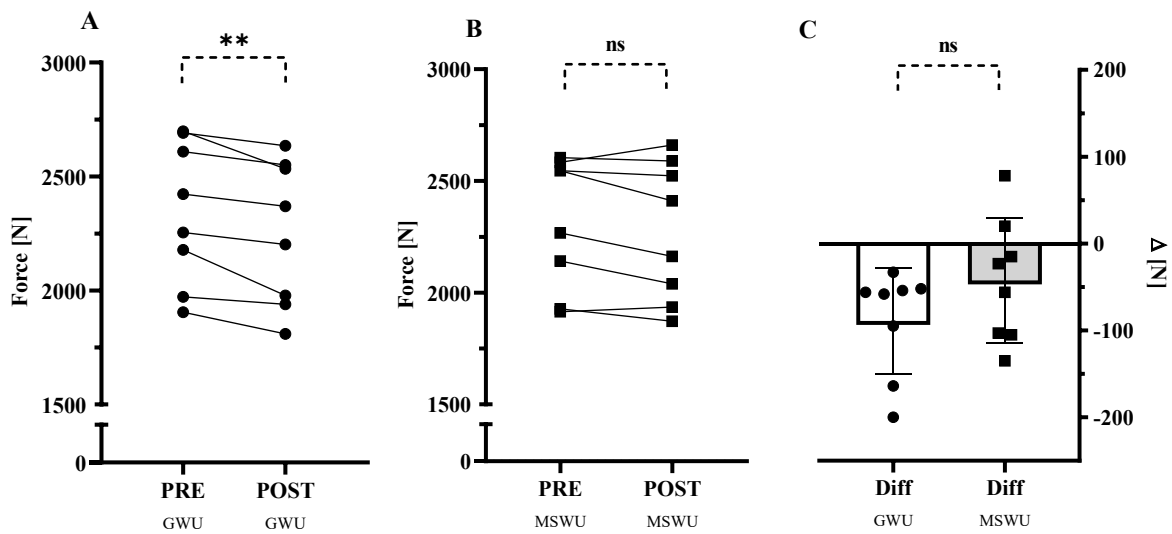 A
**
3000
2500
2000
1500
0
Force [N]
PRE
POST
GWU
GWU
B
ns
3000
2500
2000
1500
0
Force [N]
PRE
POST
MSWU
MSWU
C
ns
200
100
0
-100
-200
Δ [N]
Diff
Diff
GWU
MSWU